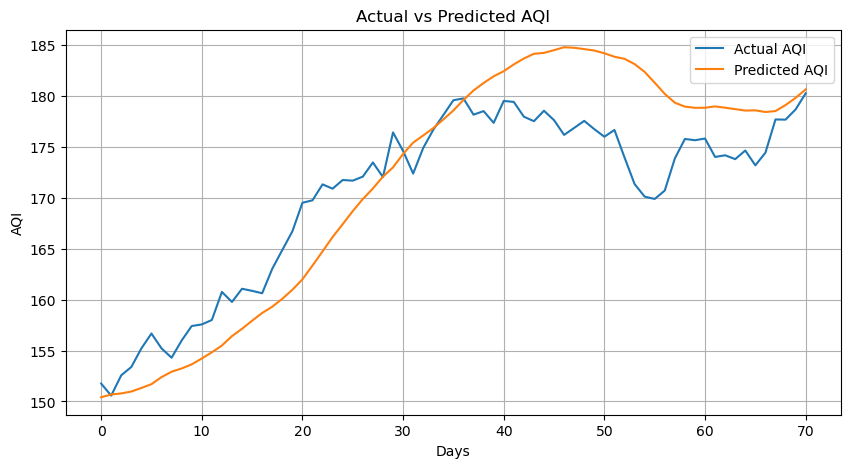 Actual vs Predicted AQI
Actual AQI
Predicted AQI
AQI
185
180
175
170
165
160
155
150
0 10 20 30 40 50 60 70
Days